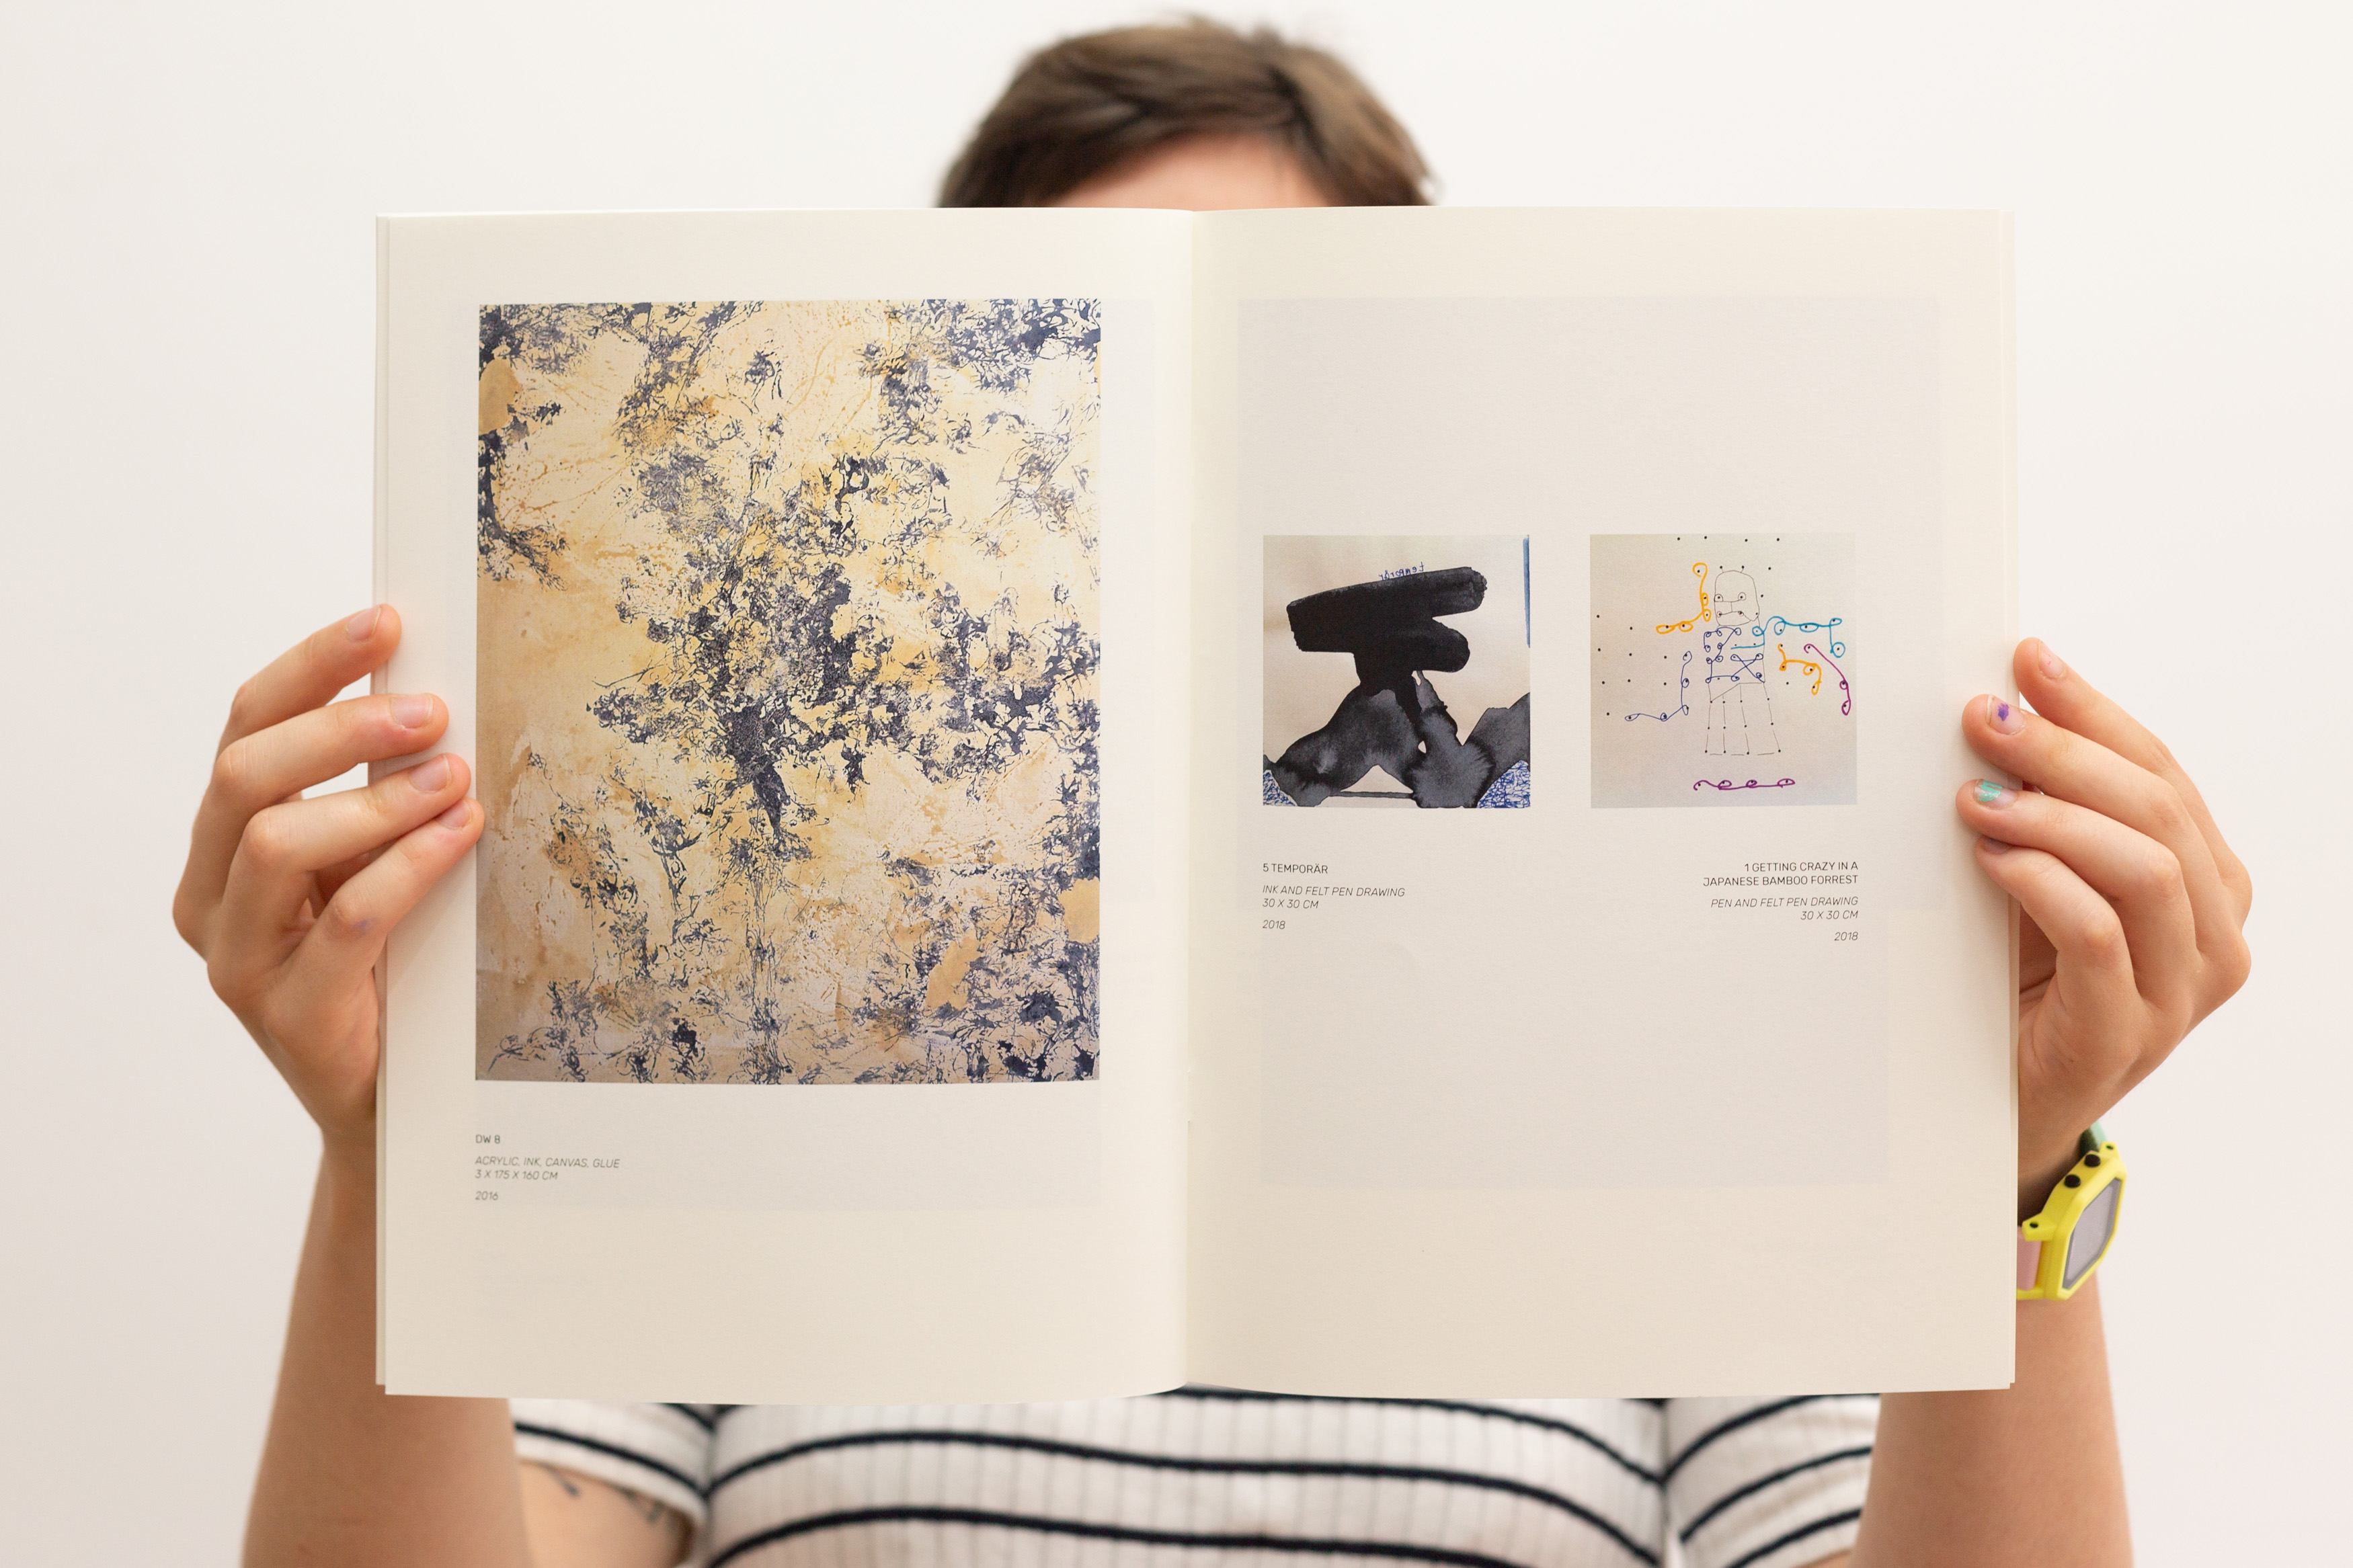 DW 8
ACRYLIC, INK, CANVAS, GLUE
3 X 175 X 160 CM
2016
temporär
5 TEMPORÄR
INK AND FELT PEN DRAWING
30 X 30 CM
2018
1 GETTING CRAZY IN A
JAPANESE BAMBOO FORREST
PEN AND FELT PEN DRAWING
30 X 30 CM
2018